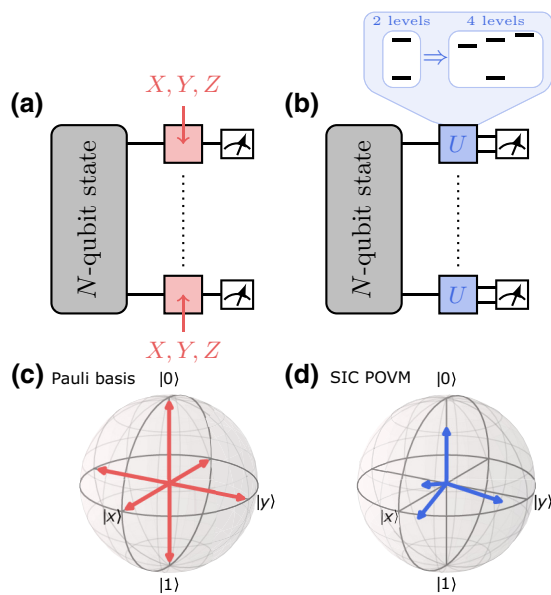 2 levels
4 levels
⇒
(a)
X, Y, Z
N-qubit state
X, Y, Z
(b)
U
N-qubit state
U
(c) Pauli basis
|0⟩
|x⟩
|y⟩
|1⟩
(d) SIC POVM
|0⟩
|x⟩
|y⟩
|1⟩